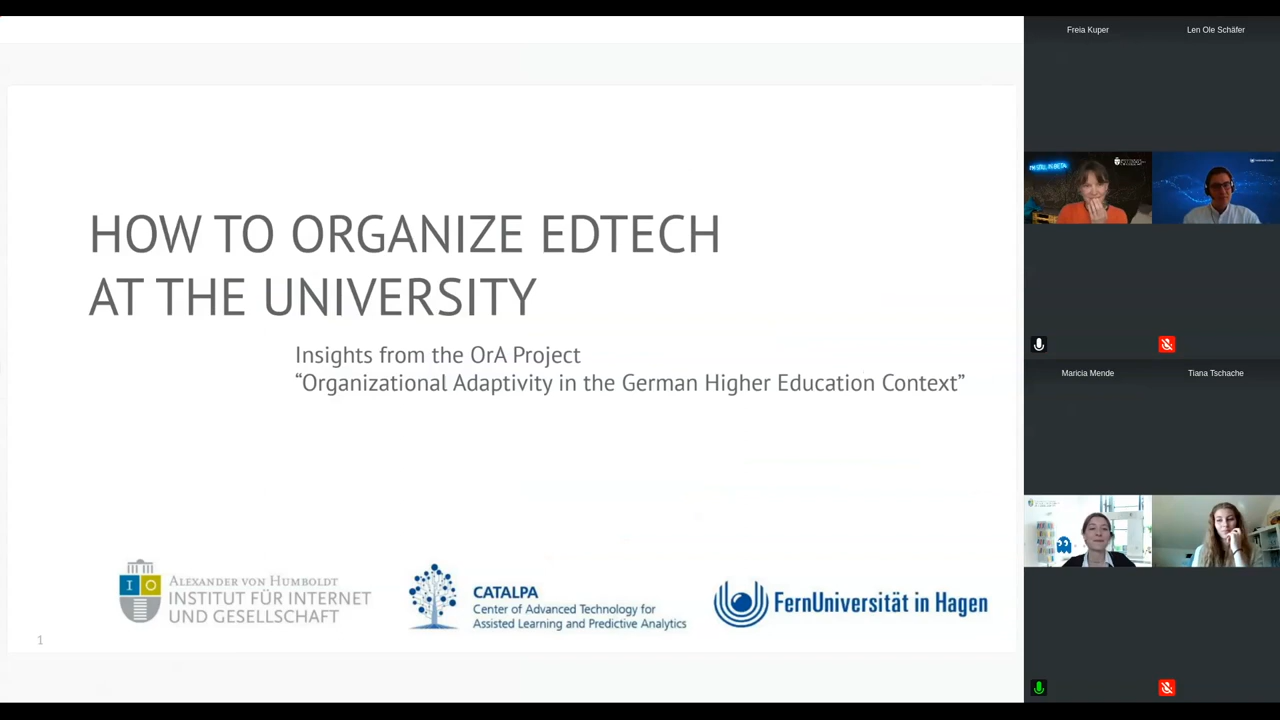 HOW TO ORGANIZE EDTECH
AT THE UNIVERSITY
Insights from the OrA Project
“Organizational Adaptivity in the German Higher Education Context”
I O
ALEXANDER VON HUMBOLDT
INSTITUT FÜR INTERNET
UND GESELLSCHAFT
CATALPA
Center of Advanced Technology for
Assisted Learning and Predictive Analytics
FernUniversität in Hagen
1
Freia Kuper
Len Ole Schäfer
Maricia Mende
Tiana Tschache